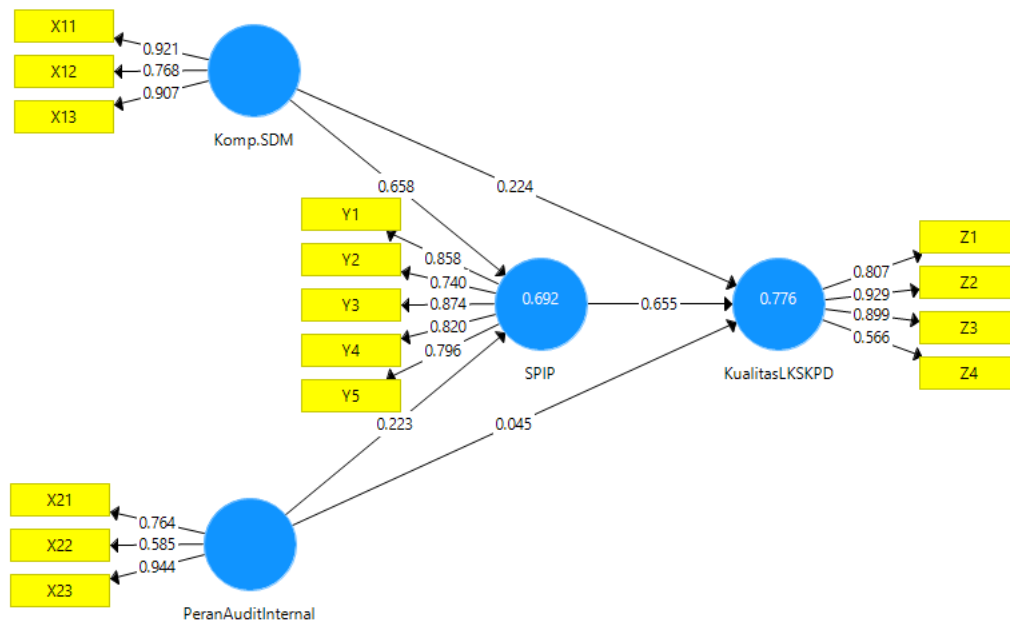 X11
0.921
X12
0.768
X13
0.907
Komp.SDM
0.658
0.224
Y1
0.858
Y2
0.740
Y3
0.874
Y4
0.820
Y5
0.796
0.692
SPIP
0.655
0.776
KualitasLKSKPD
Z1
0.807
Z2
0.929
Z3
0.899
Z4
0.566
0.223
0.045
X21
0.764
X22
0.585
X23
0.944
PeranAuditInternal